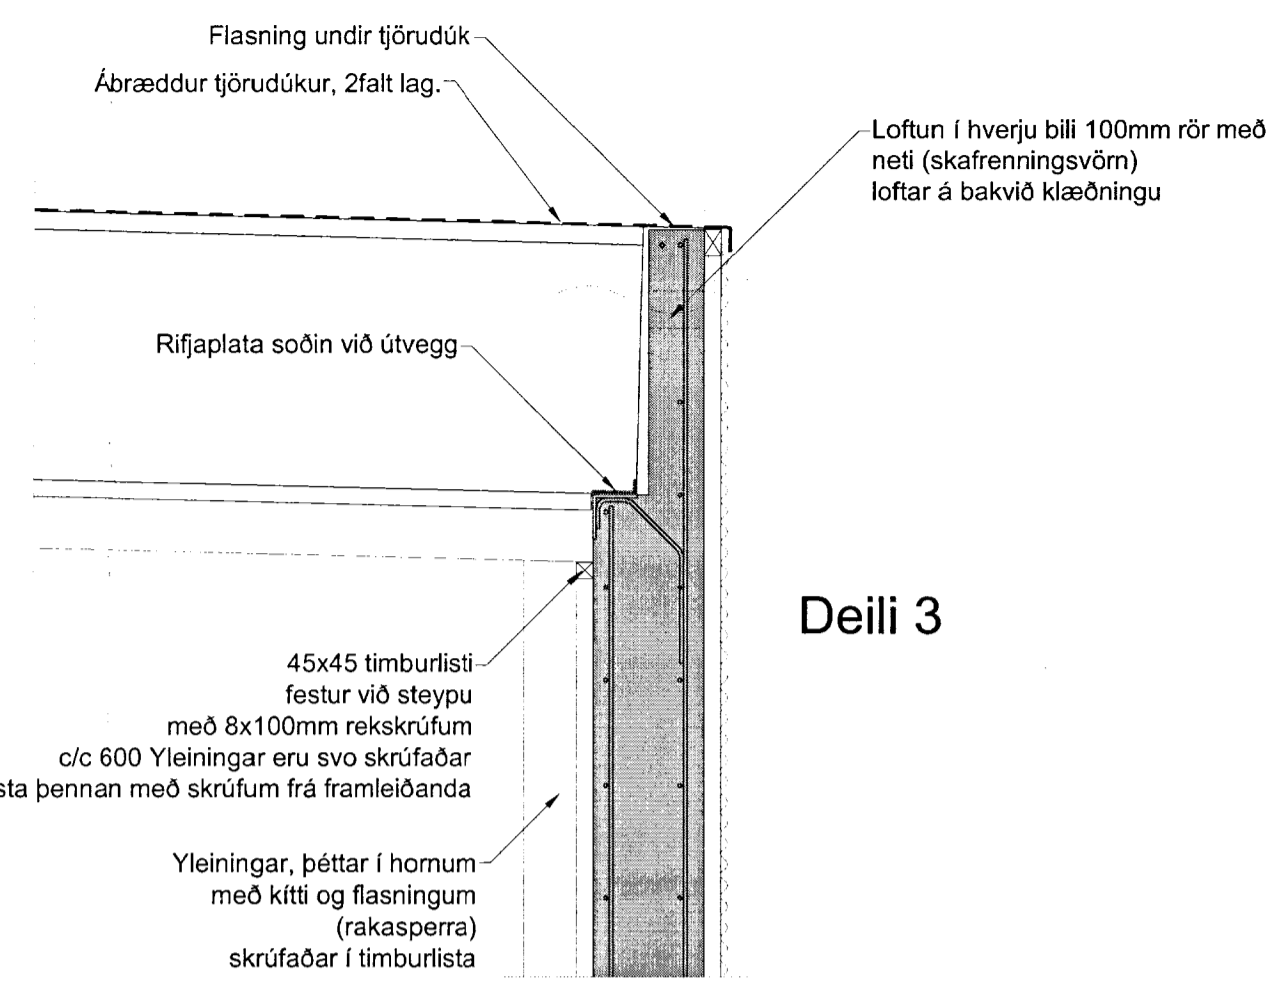 Flasning undir tjörudúk
Ábræddur tjörudúkur, 2falt lag.
Loftun í hverju bili 100mm rör með
neti (skafrenningsvörn)
loftar á bakvið klæðningu
Rifjaplata soðin við útvegg
Deili 3
45x45 timburlisti
festur við steypu
með 8x100mm rekskrúfum
c/c 600 Yleiningar eru svo skrúfaðar
sta þennan með skrúfum frá framleiðanda
Yleiningar, þéttar í hornum
með kítti og flasningum
(rakasperra)
skrúfaðar í timburlista